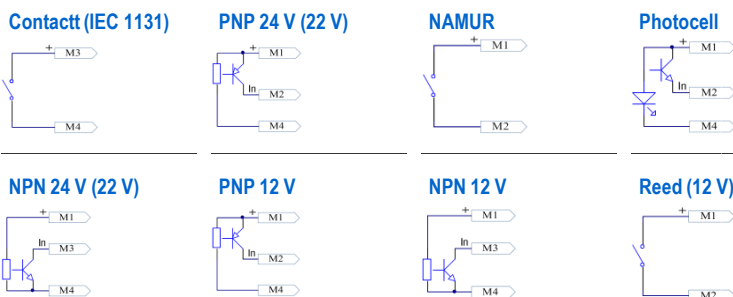 Contactt (IEC 1131) PNP 24 V (22 V) NAMUR Photocell
+ M3 + M1 + M1 + M1
In M2 In M2
M4 M4 M2 M4
NPN 24 V (22 V) PNP 12 V NPN 12 V Reed (12 V)
+ M1 + M1 + M1 + M1
In M3 In M2 In M3
M4 M4 M4 M2